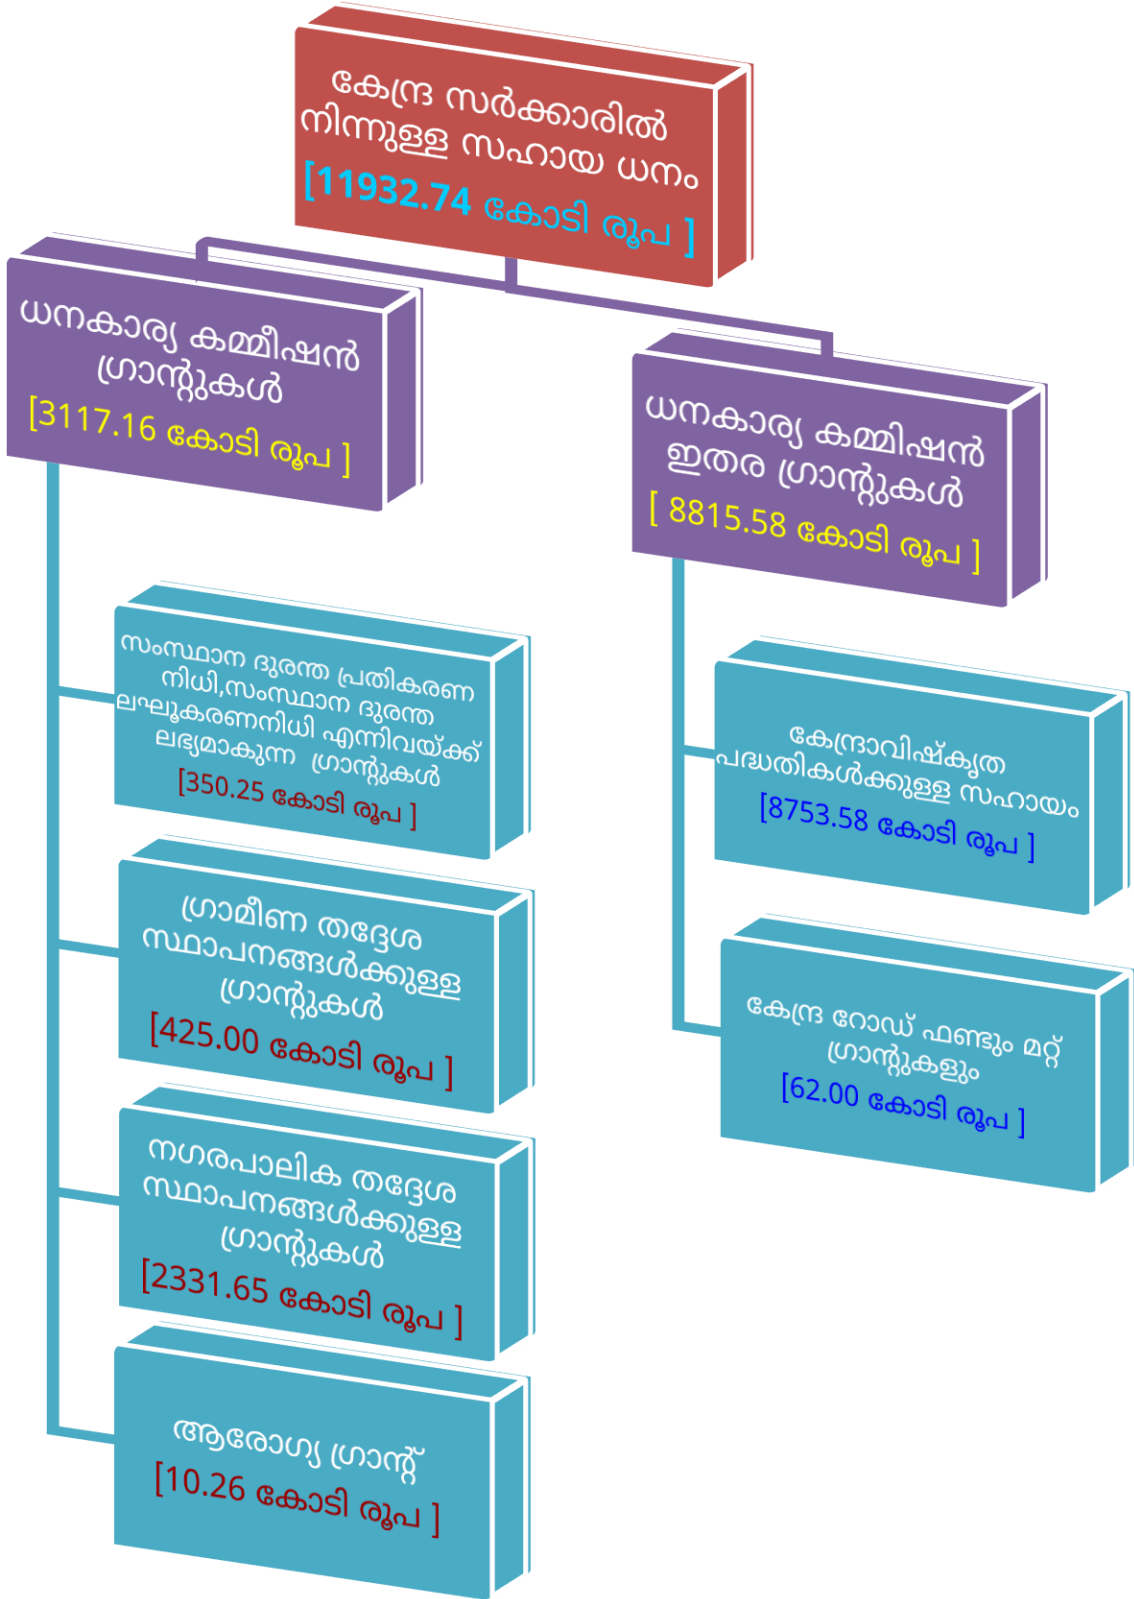 കേന്ദ്ര സർക്കാരിൽ
നിന്നുള്ള സഹായ ധനം
[11932.74 കോടി രൂപ ]
ധനകാര്യ കമ്മീഷൻ
ഗ്രാന്റുകൾ
[3117.16 കോടി രൂപ ]
സംസ്ഥാന ദുരന്ത പ്രതികരണ
നിധി,സംസ്ഥാന ദുരന്ത
ലഘൂകരണനിധി എന്നിവയ്ക്ക്
ലഭ്യമാകുന്ന ഗ്രാന്റുകൾ
[350.25 കോടി രൂപ ]
ഗ്രാമീണ തദ്ദേശ
സ്ഥാപനങ്ങൾക്കുള്ള
ഗ്രാന്റുകൾ
[425.00 കോടി രൂപ ]
നഗരപാലിക തദ്ദേശ
സ്ഥാപനങ്ങൾക്കുള്ള
ഗ്രാന്റുകൾ
[2331.65 കോടി രൂപ ]
ആരോഗ്യ ഗ്രാന്റ്
[10.26 കോടി രൂപ ]
ധനകാര്യ കമ്മിഷൻ
ഇതര ഗ്രാന്റുകൾ
[ 8815.58 കോടി രൂപ ]
കേന്ദ്രാവിഷ്കൃത
പദ്ധതികൾക്കുള്ള സഹായം
[8753.58 കോടി രൂപ ]
കേന്ദ്ര റോഡ് ഫണ്ടും മറ്റ്
ഗ്രാന്റുകളും
[62.00 കോടി രൂപ ]